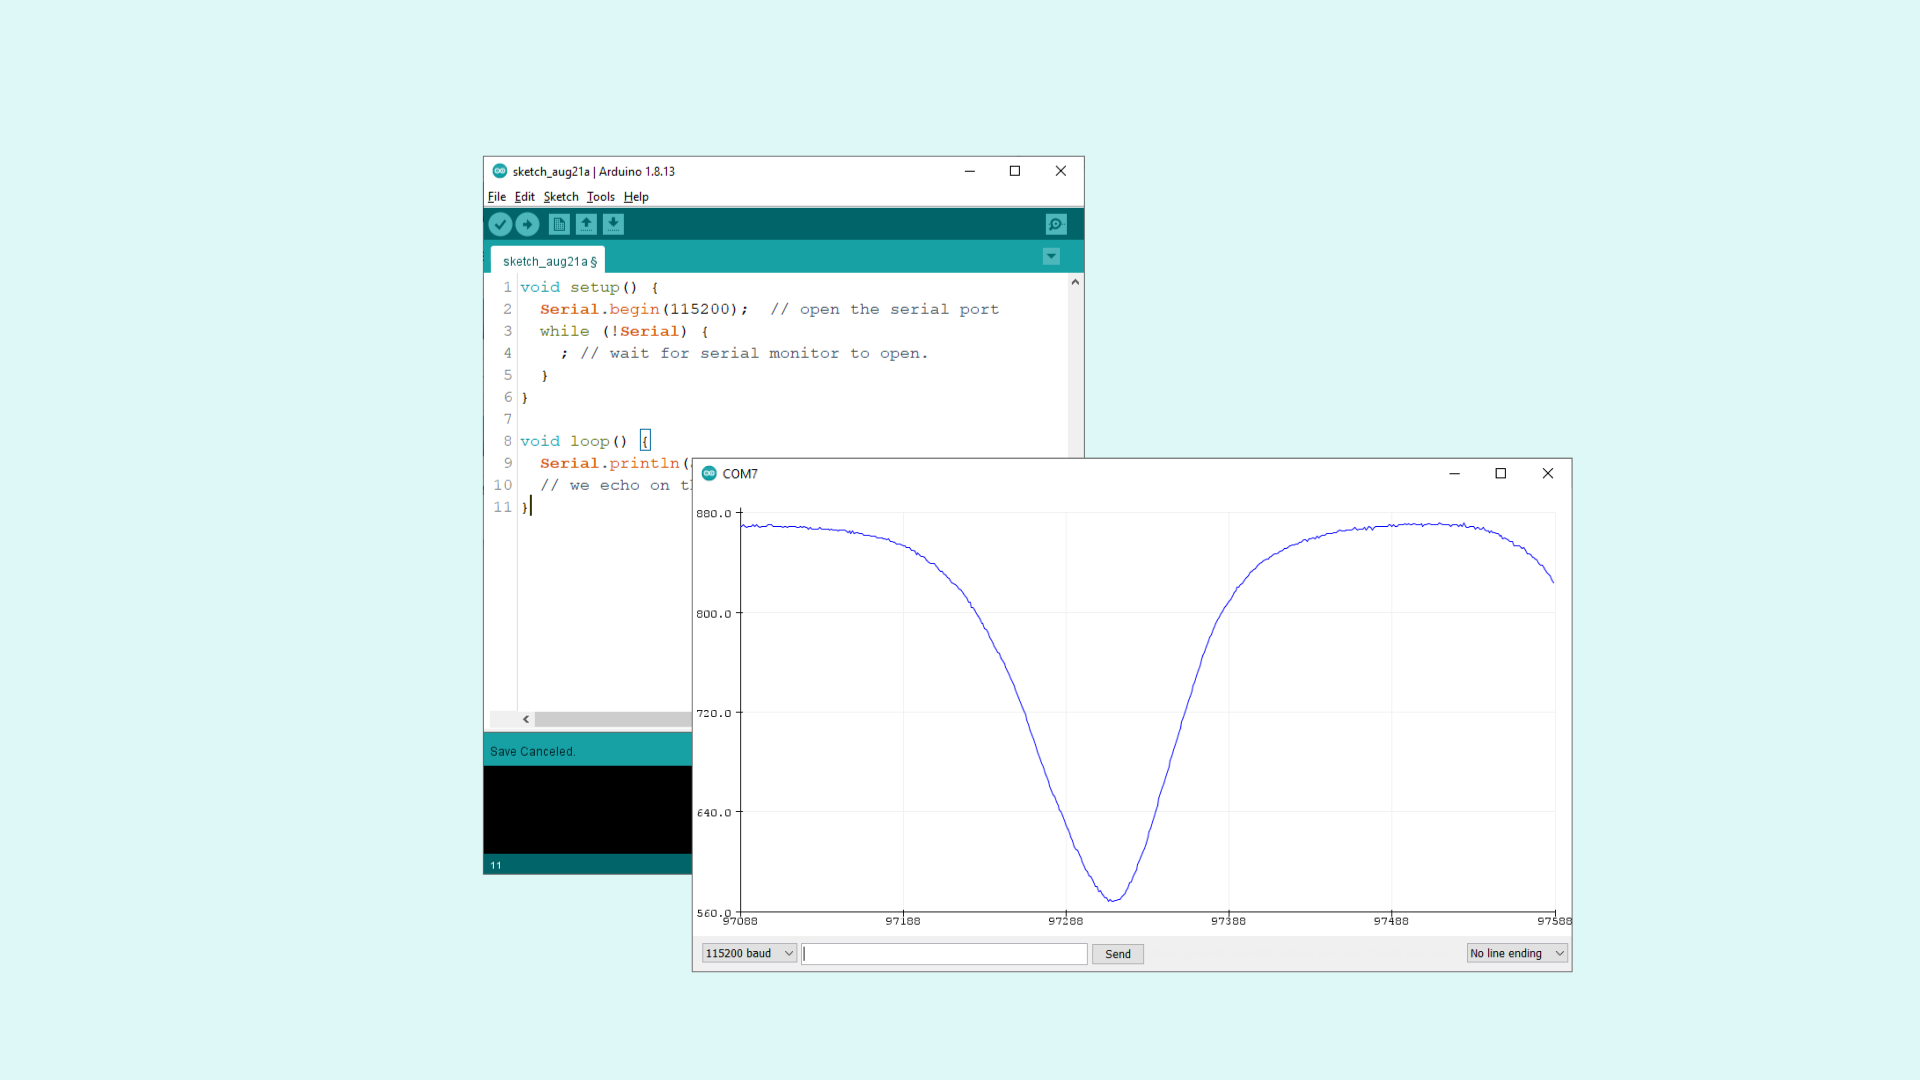 sketch_aug21a | Arduino 1.8.13
File Edit Sketch Tools Help
sketch_aug21a §
1 void setup() {
2 Serial.begin(115200); // open the serial port
3 while (!Serial) {
4 ; // wait for serial monitor to open.
5 }
6 }
7
8 void loop() {
9 Serial.println(
10 // we echo on
11 }
Save Canceled.
11
COM7
880.0
800.0
720.0
640.0
560.0
97088 97188 97288 97388 97488 97588
115200 baud Send No line ending